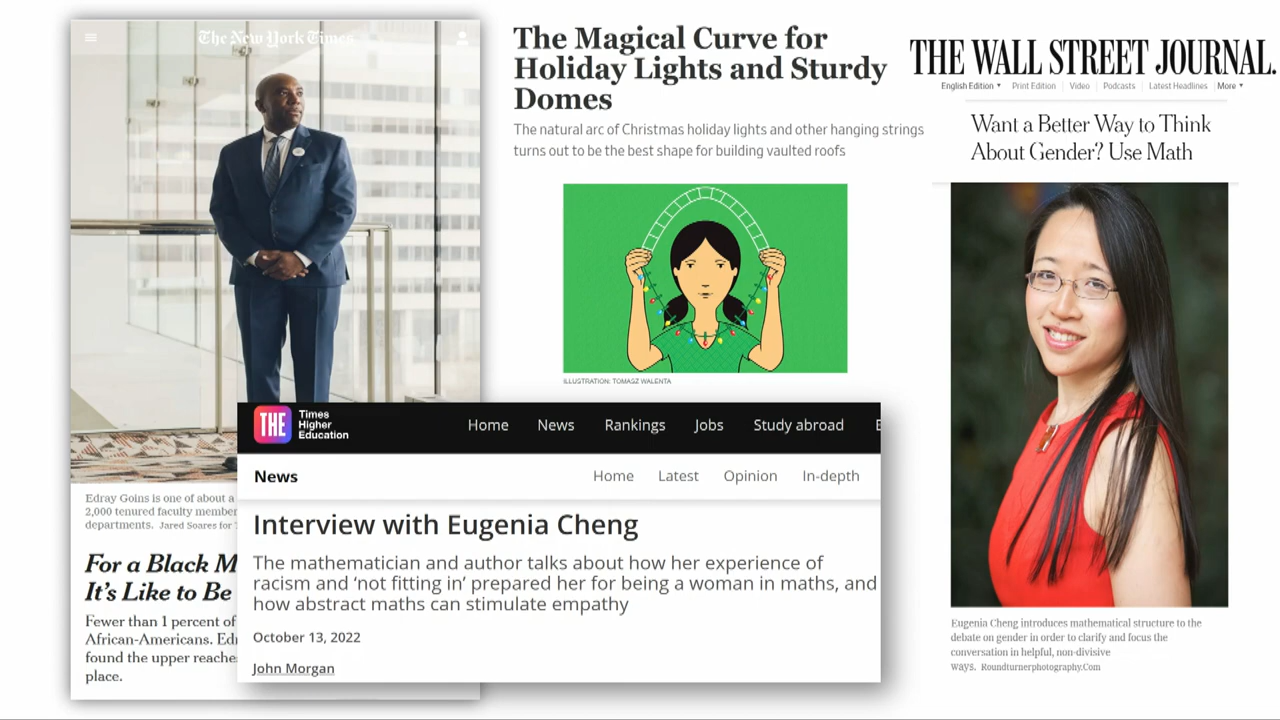 The New York Times
Edray Goins is one of about a
2,000 tenured faculty member
departments. Jared Soares for
For a Black M
It's Like to Be
Fewer than 1 percent of
African-Americans. Ed
found the upper reache
place.
The Magical Curve for
Holiday Lights and Sturdy
Domes
The natural arc of Christmas holiday lights and other hanging strings
turns out to be the best shape for building vaulted roofs
ILLUSTRATION: TOMASZ WALENTA
THE WALL STREET JOURNAL.
English Edition Print Edition Video Podcasts Latest Headlines More
Want a Better Way to Think
About Gender? Use Math
Eugenia Cheng introduces mathematical structure to the
debate on gender in order to clarify and focus the
conversation in helpful, non-divisive
ways. Roundturnerphotography.Com
THE Times
Higher
Education
Home News Rankings Jobs Study abroad
News Home Latest Opinion In-depth
Interview with Eugenia Cheng
The mathematician and author talks about how her experience of
racism and ‘not fitting in’ prepared her for being a woman in maths, and
how abstract maths can stimulate empathy
October 13, 2022
John Morgan